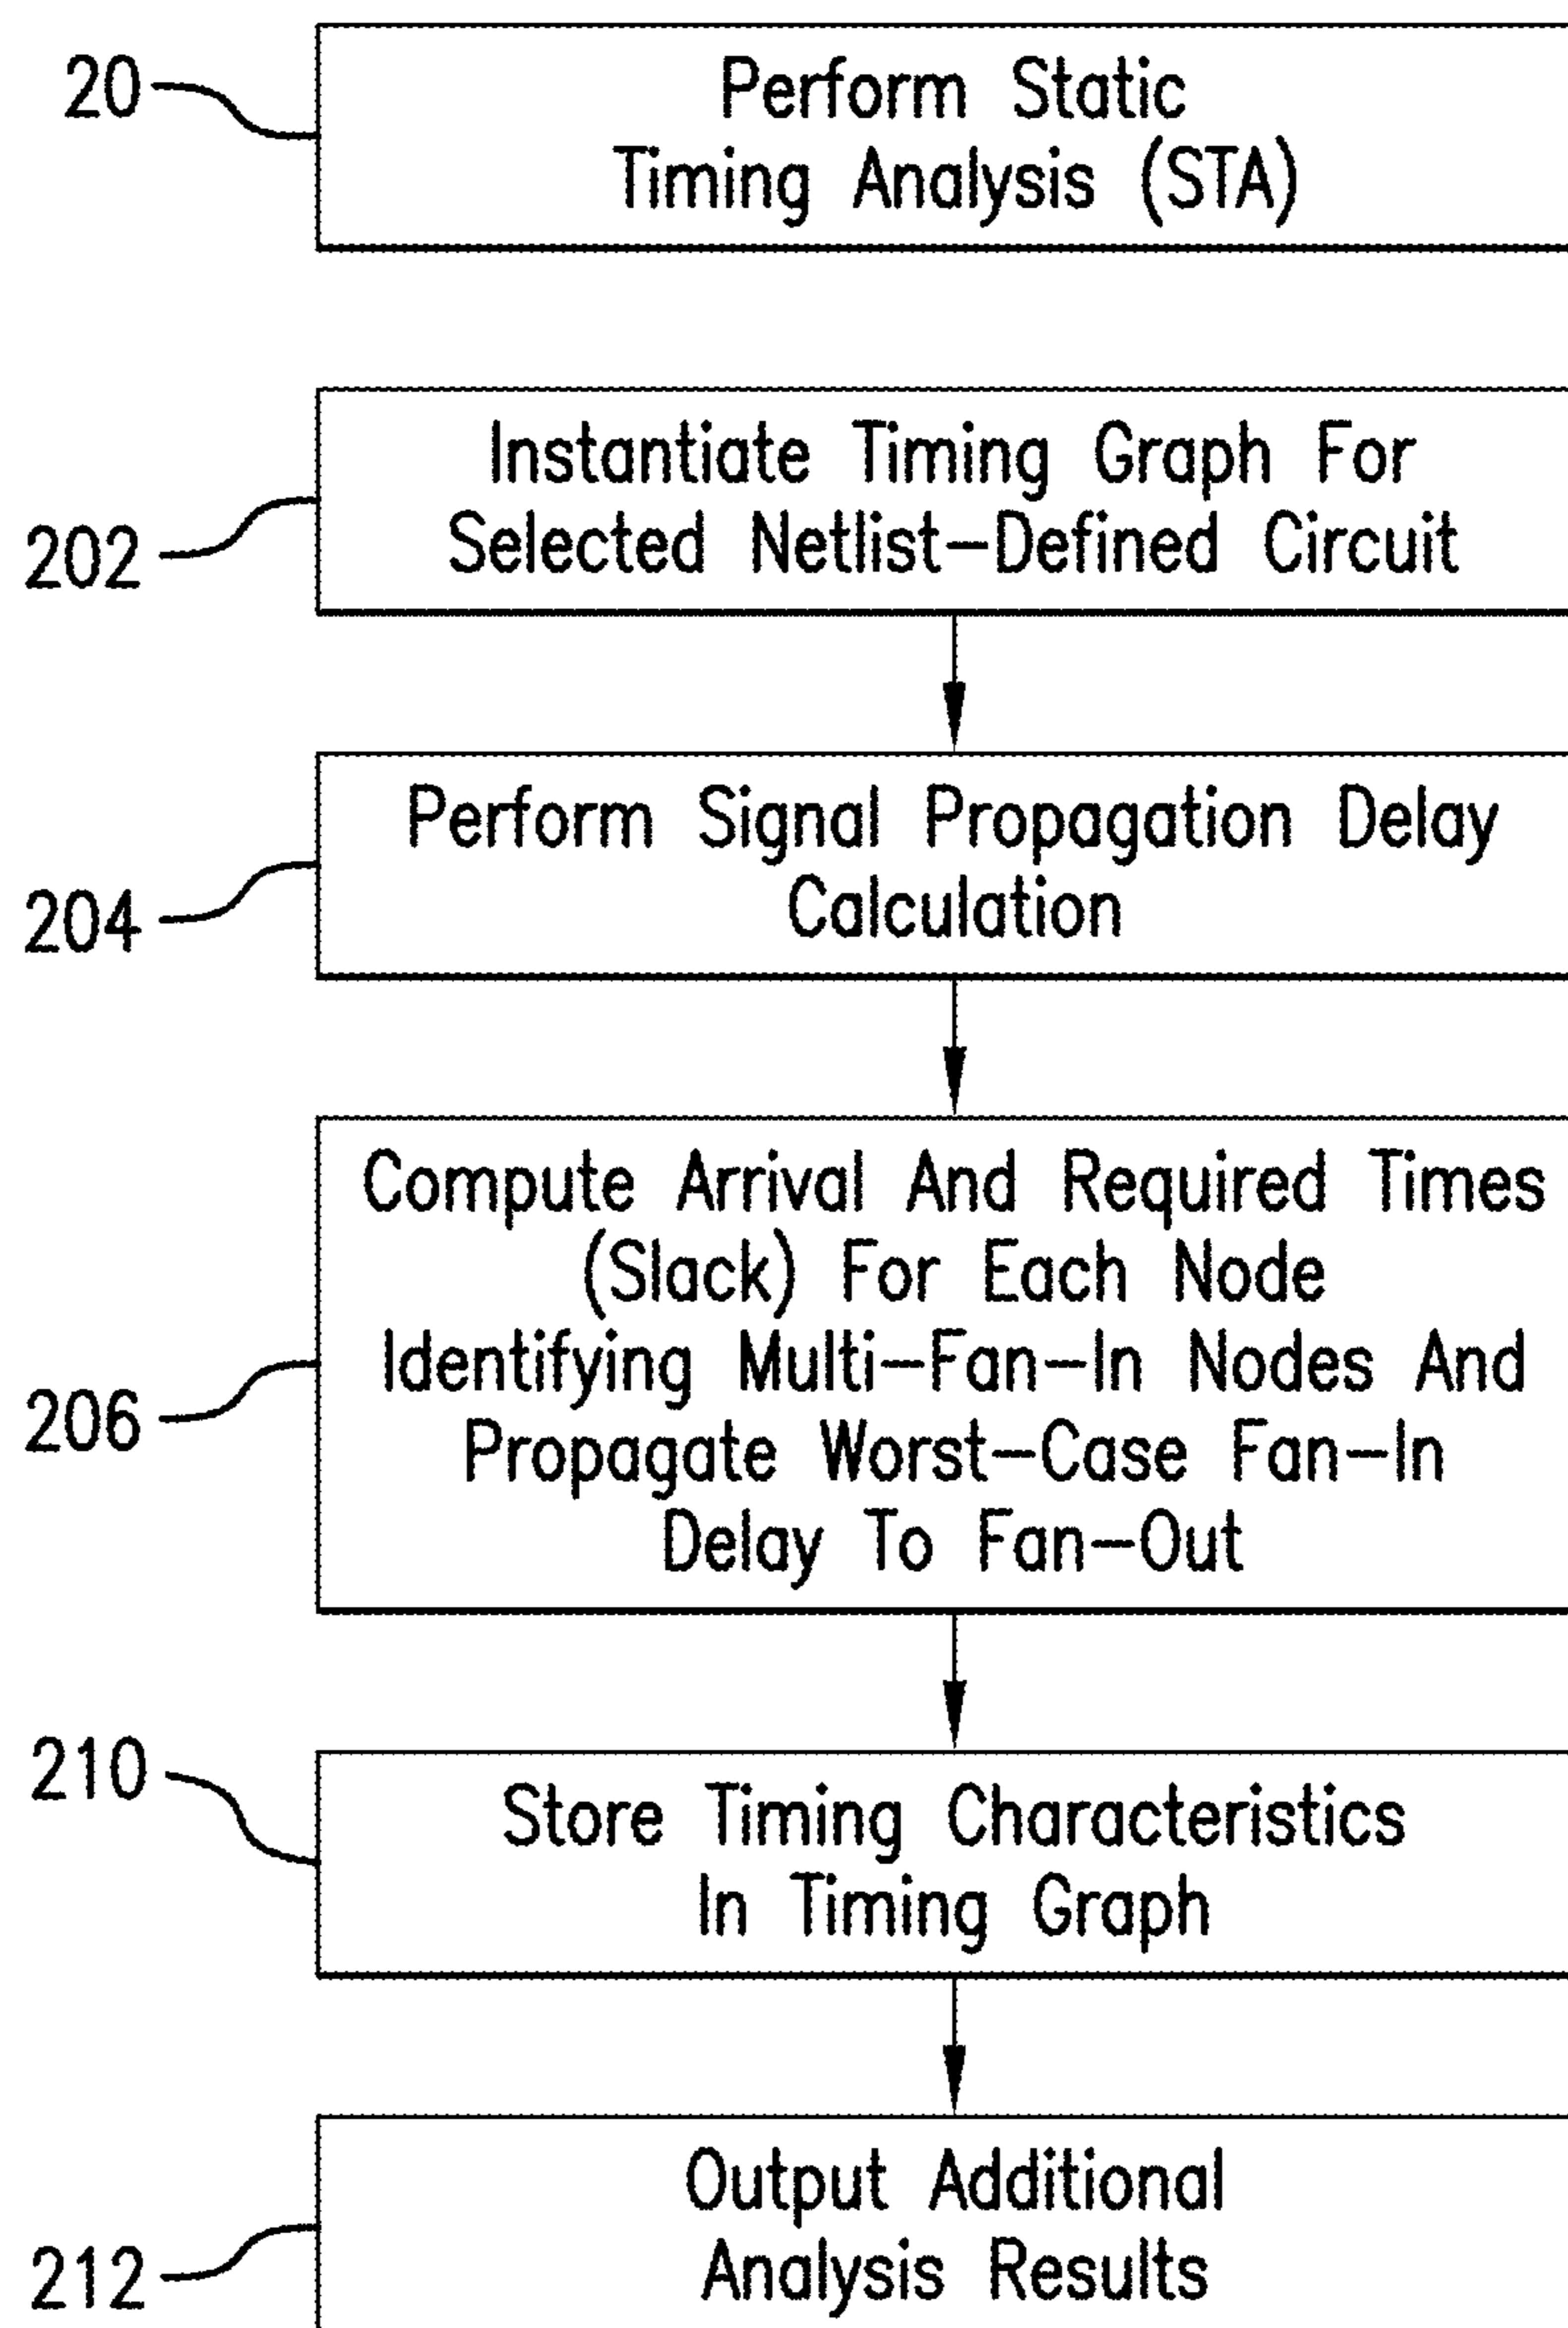 20
Perform Static
Timing Analysis (STA)
202
Instantiate Timing Graph For
Selected Netlist-Defined Circuit
204
Perform Signal Propagation Delay
Calculation
206
Compute Arrival And Required Times
(Slack) For Each Node
Identifying Multi-Fan-In Nodes And
Propagate Worst-Case Fan-In
Delay To Fan-Out
210
Store Timing Characteristics
In Timing Graph
212
Output Additional
Analysis Results